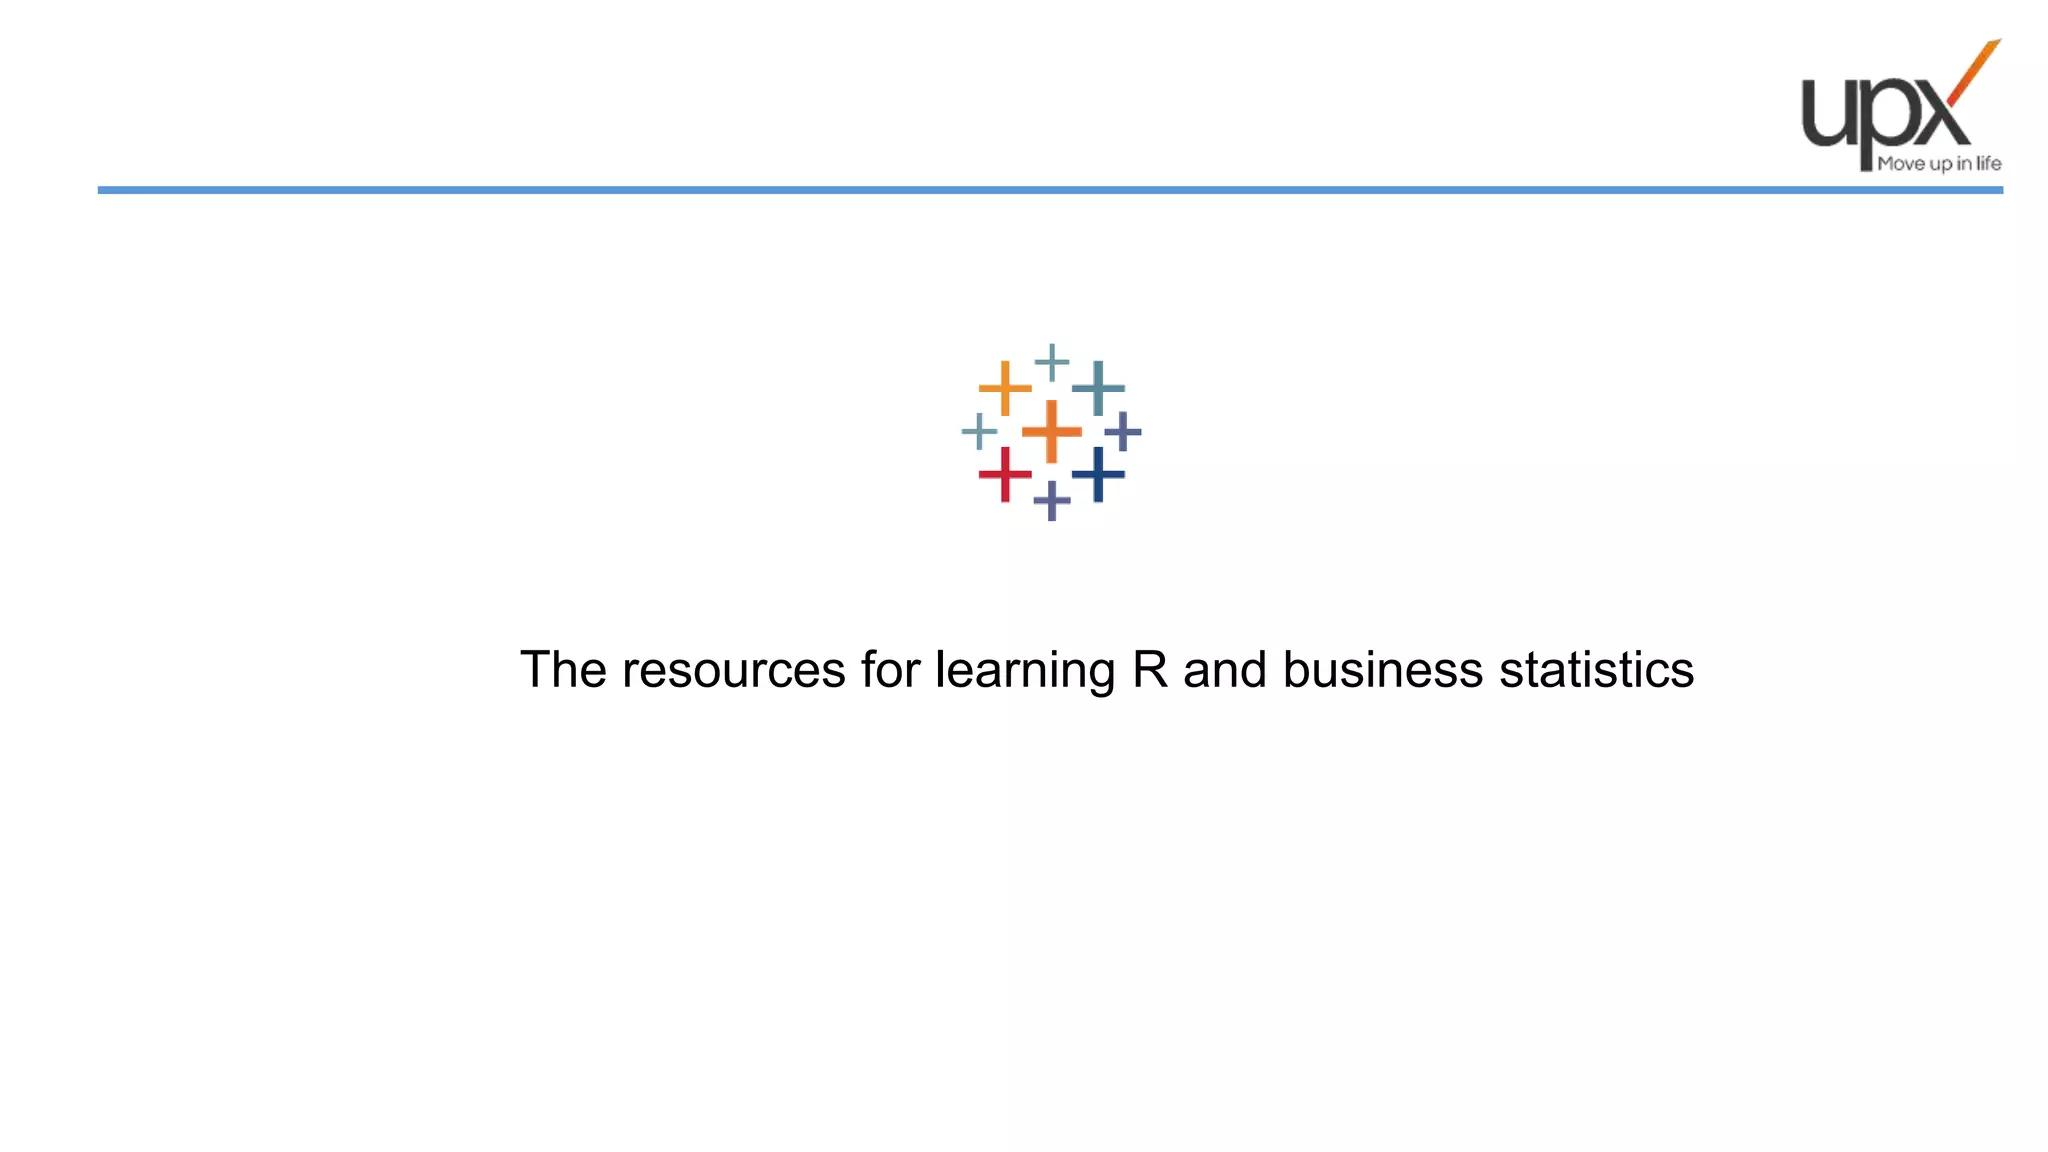 upx
Move up in life
The resources for learning R and business statistics